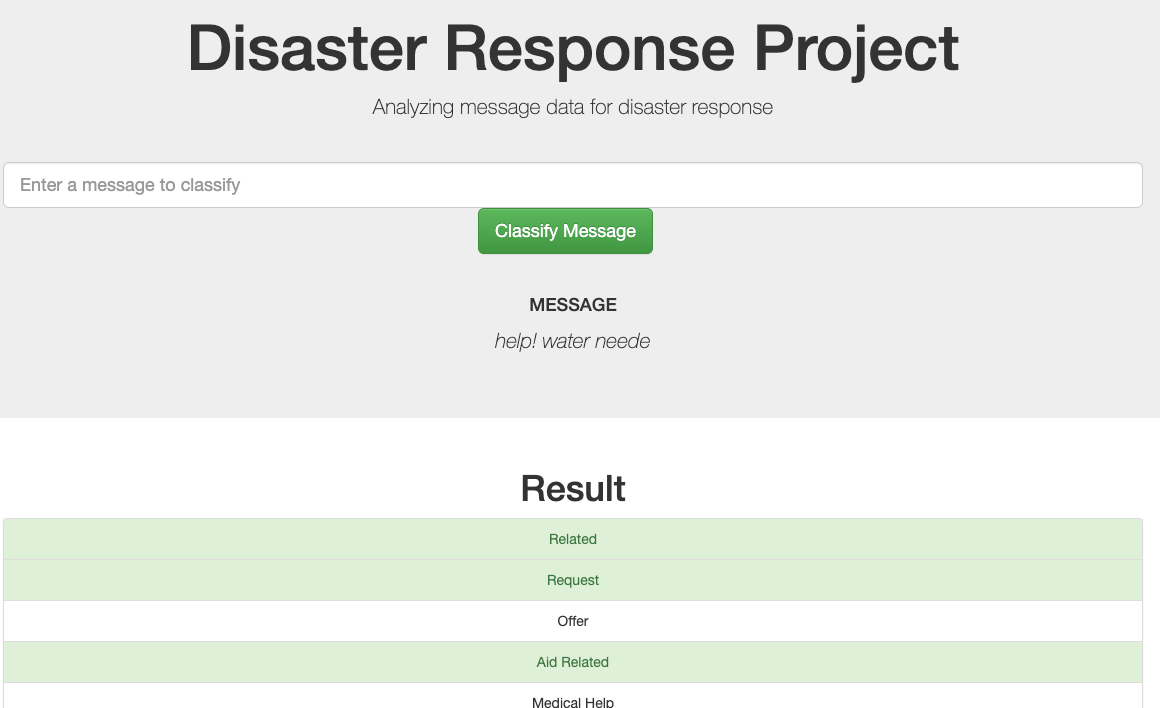 Disaster Response Project
Analyzing message data for disaster response
Enter a message to classify
Classify Message
MESSAGE
help! water neede
Result
Related
Request
Offer
Aid Related
Medical Help